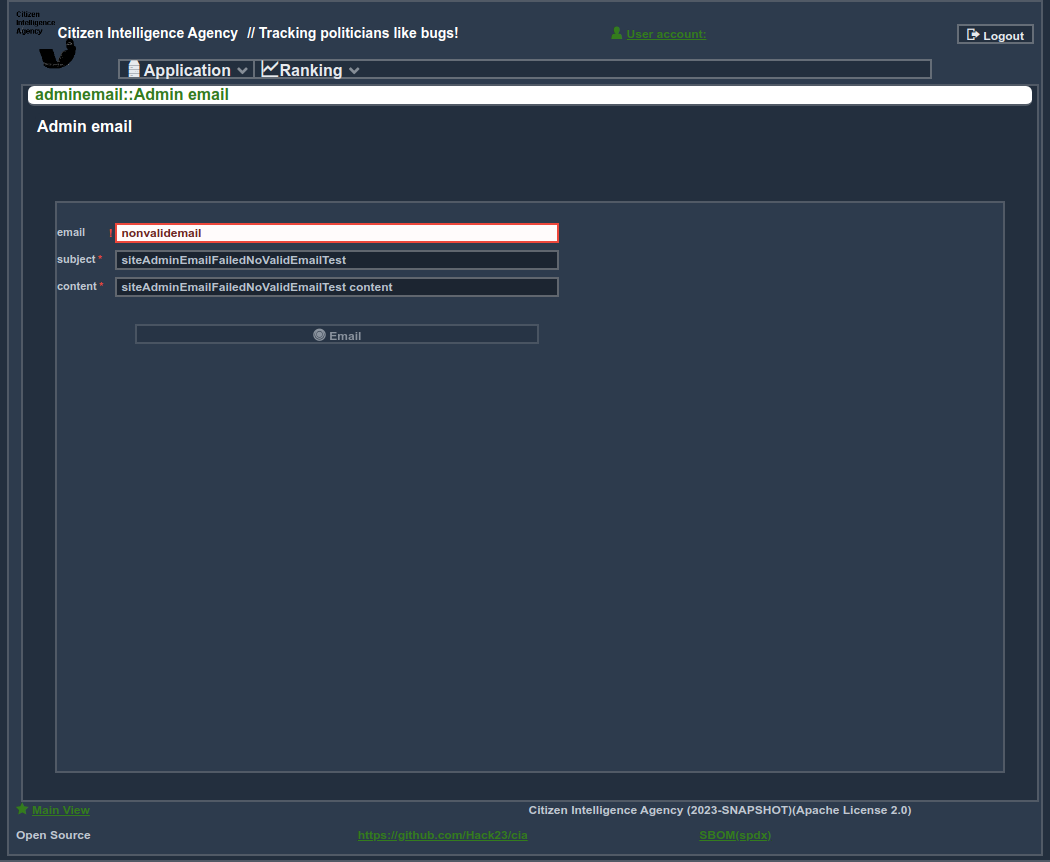 Citizen
Intelligence
Agency
Citizen Intelligence Agency // Tracking politicians like bugs!
User account:
Logout
Application
Ranking
adminemail::Admin email
Admin email
email ! nonvalidemail
subject * siteAdminEmailFailedNoValidEmailTest
content * siteAdminEmailFailedNoValidEmailTest content
Email
Main View
Citizen Intelligence Agency (2023-SNAPSHOT)(Apache License 2.0)
Open Source
https://github.com/Hack23/cia
SBOM(spdx)